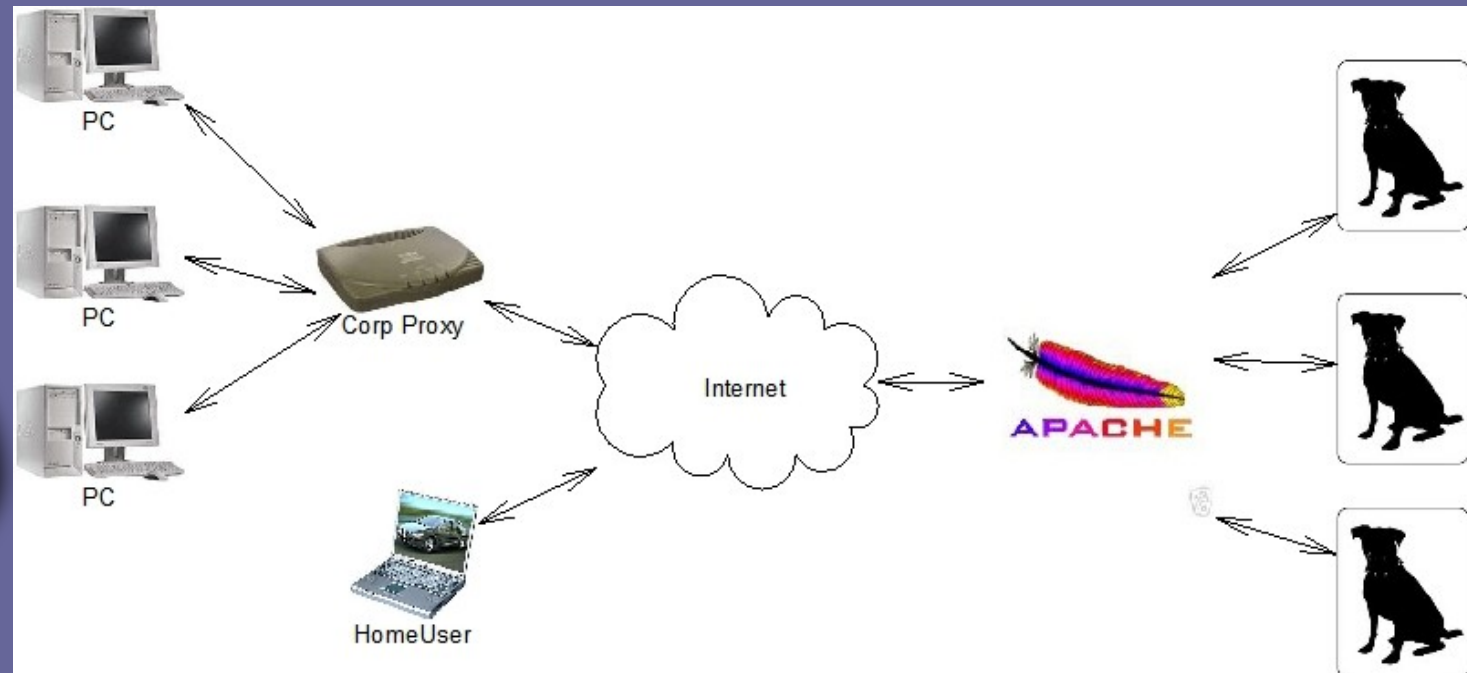 PC
PC
Corp Proxy
Internet
APACHE
PC
HomeUser